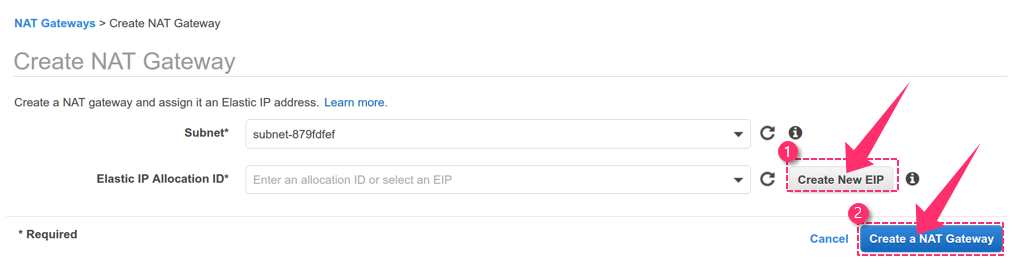 NAT Gateways > Create NAT Gateway
Create NAT Gateway
Create a NAT gateway and assign it an Elastic IP address. Learn more.
Subnet* subnet-879fdfef
1
Elastic IP Allocation ID* Enter an allocation ID or select an EIP Create New EIP
2
* Required Cancel Create a NAT Gateway